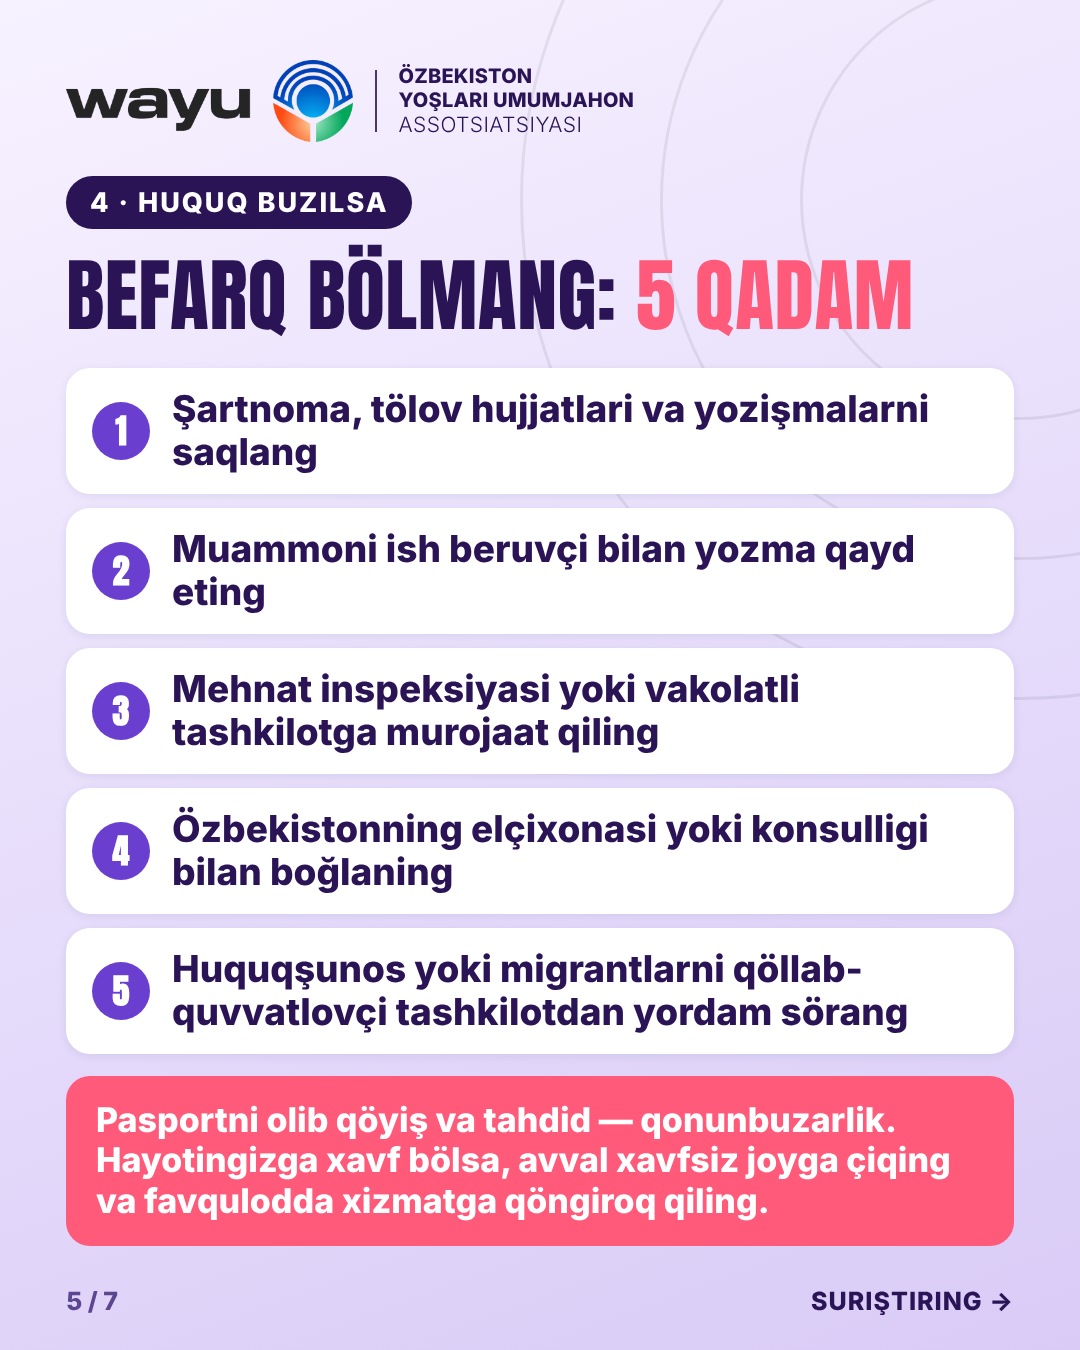 wayu
ÖZBEKISTON
YOŞLARI UMUMJAHON
ASSOTSIATSIYASI
4 · HUQUQ BUZILSA
BEFARQ BÖLMANG: 5 QADAM
1 Şartnoma, tölov hujjatlari va yozişmalarni
saqlang
2 Muammoni ish beruvçi bilan yozma qayd
eting
3 Mehnat inspeksiyasi yoki vakolatli
tashkilotga murojaat qiling
4 Özbekistonning elçixonasi yoki konsulligi
bilan boğlaning
5 Huquqşunos yoki migrantlarni qöllab-
quvvatlovçi tashkilotdan yordam sörang
Pasportni olib qöyiş va tahdid — qonunbuzarlik.
Hayotingizga xavf bölsa, avval xavfsiz joyga çiqing
va favqulodda xizmatga qöngiroq qiling.
5 / 7
SURIŞTIRING →